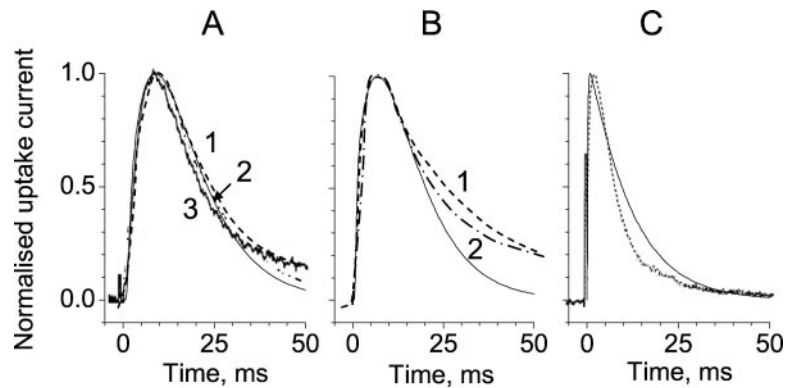 A B C
Normalised uptake current
1.0
0.5
0.0
1
2
3
1
2
0 25 50
0 25 50
0 25 50
Time, ms
Time, ms
Time, ms